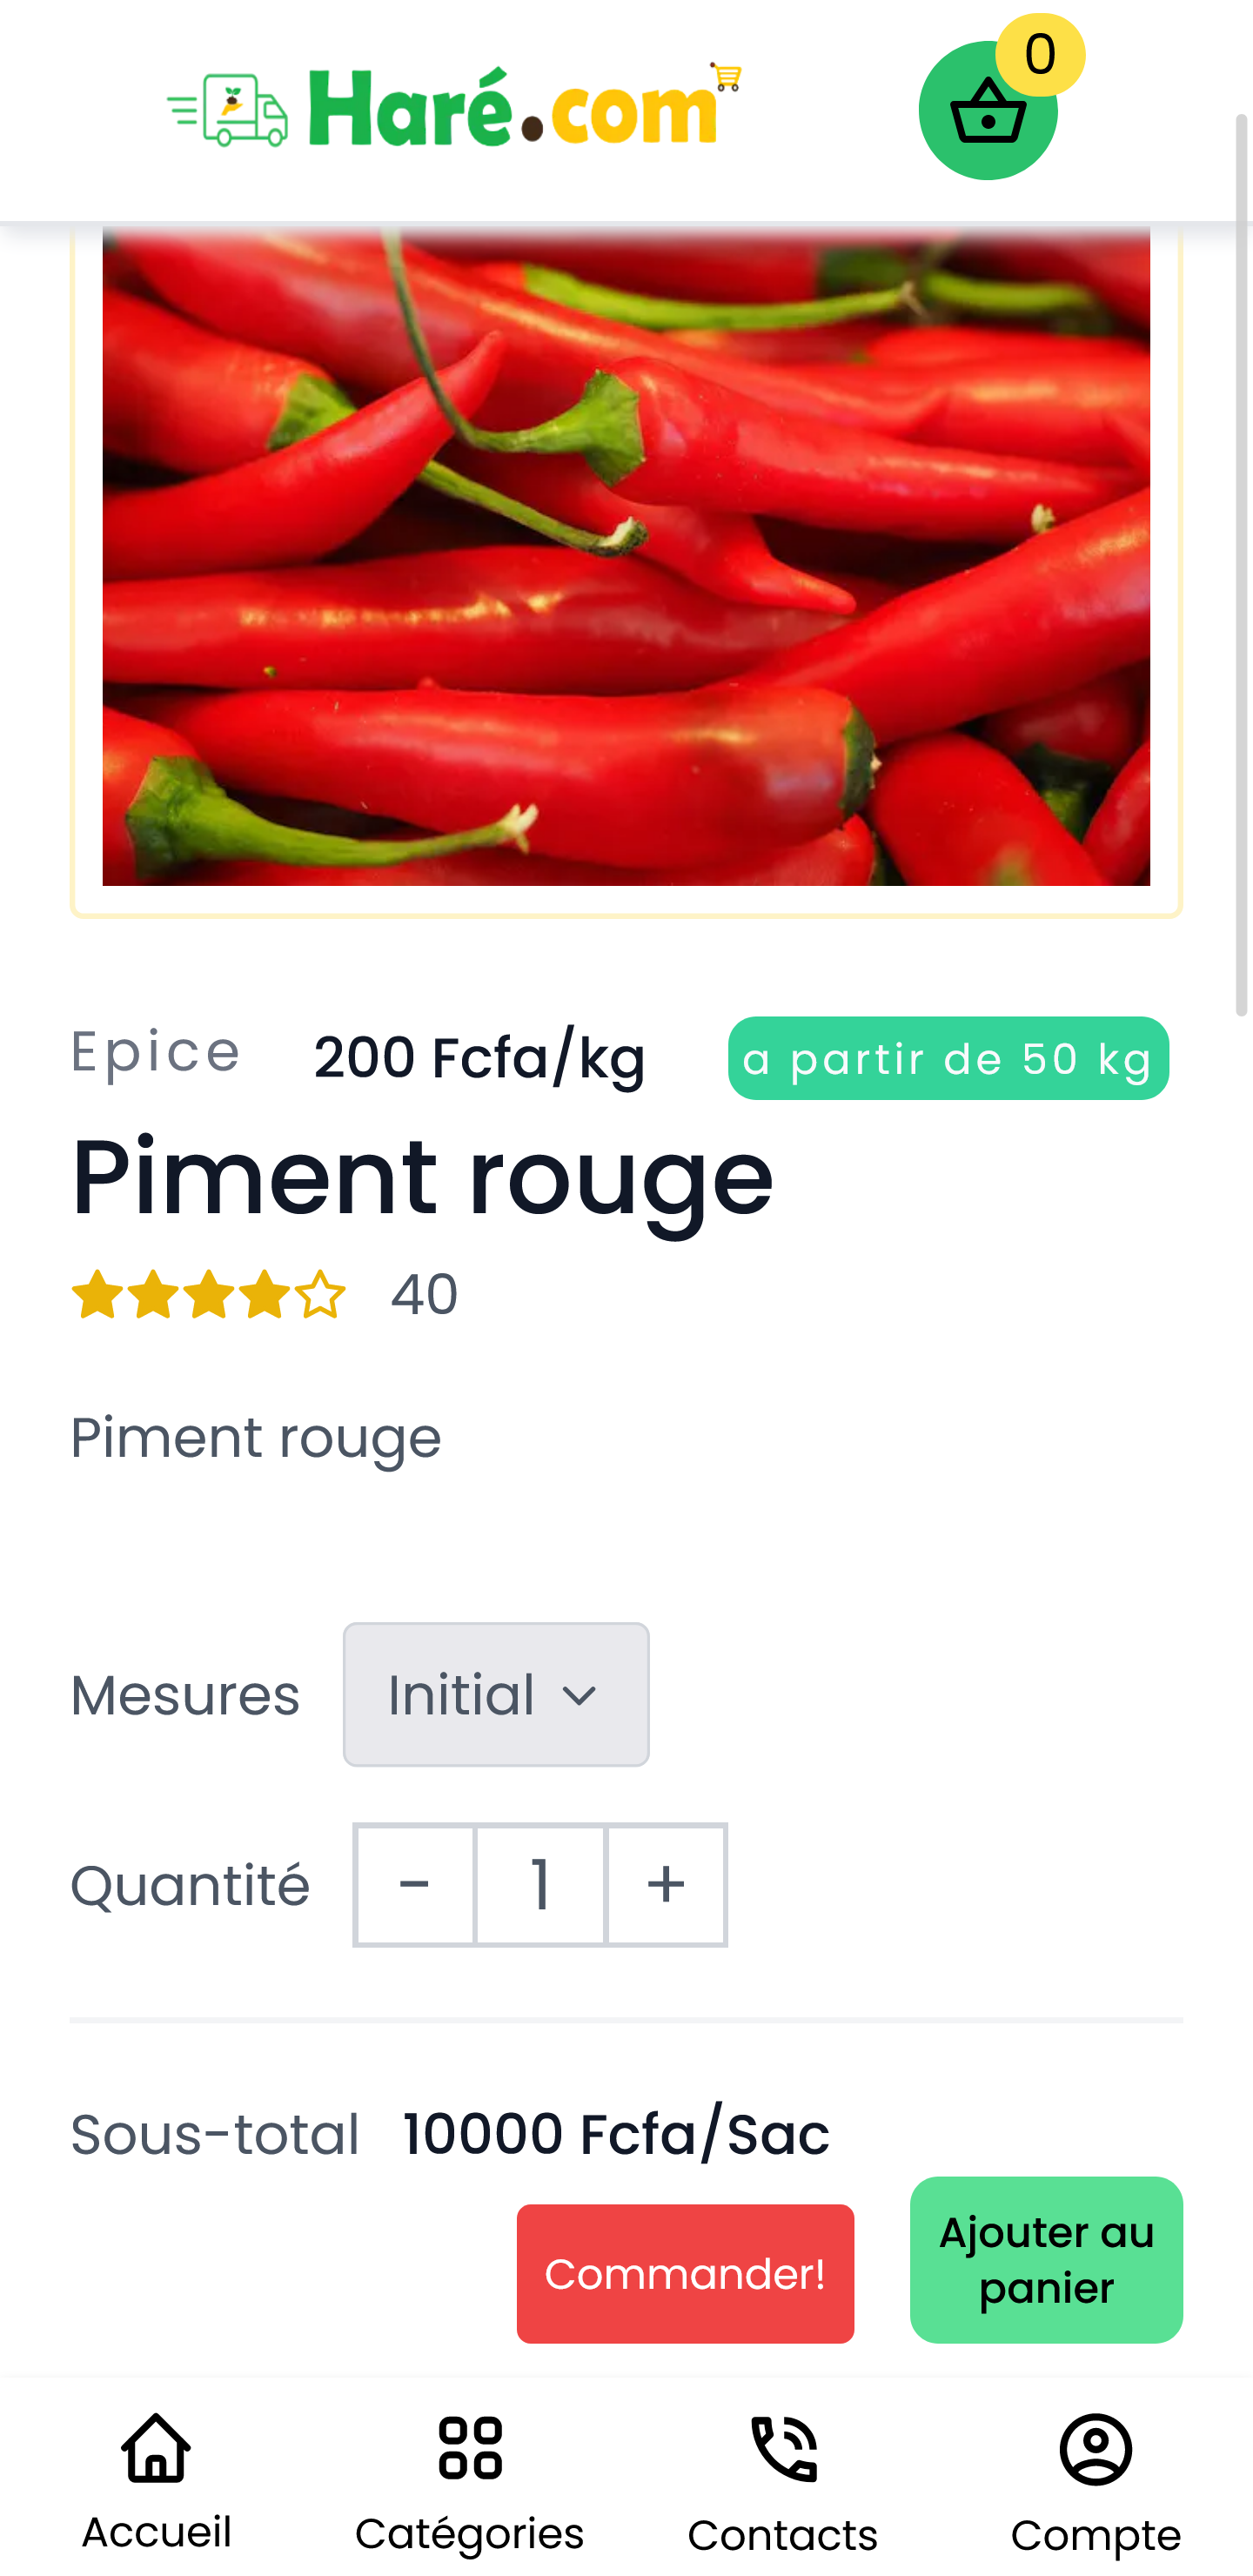 Haré.com
0
Epice 200 Fcfa/kg a partir de 50 kg
Piment rouge
40
Piment rouge
Mesures Initial
Quantité - 1 +
Sous-total 10000 Fcfa/Sac
Commander!
Ajouter au
panier
Accueil Catégories Contacts Compte